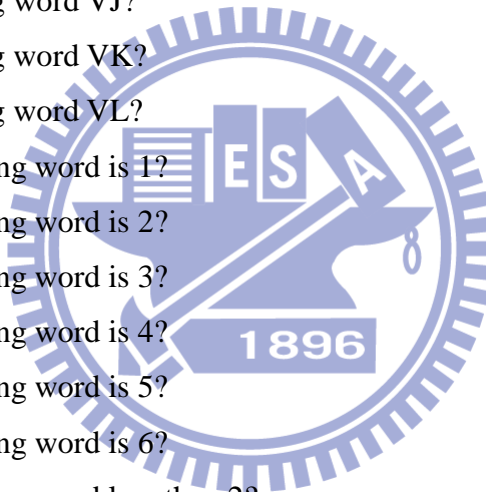 g word VJ?
g word VK?
g word VL?
ng word is 1?
E S A
ng word is 2?
ng word is 3?
ng word is 4?
1896
ng word is 5?
ng word is 6?